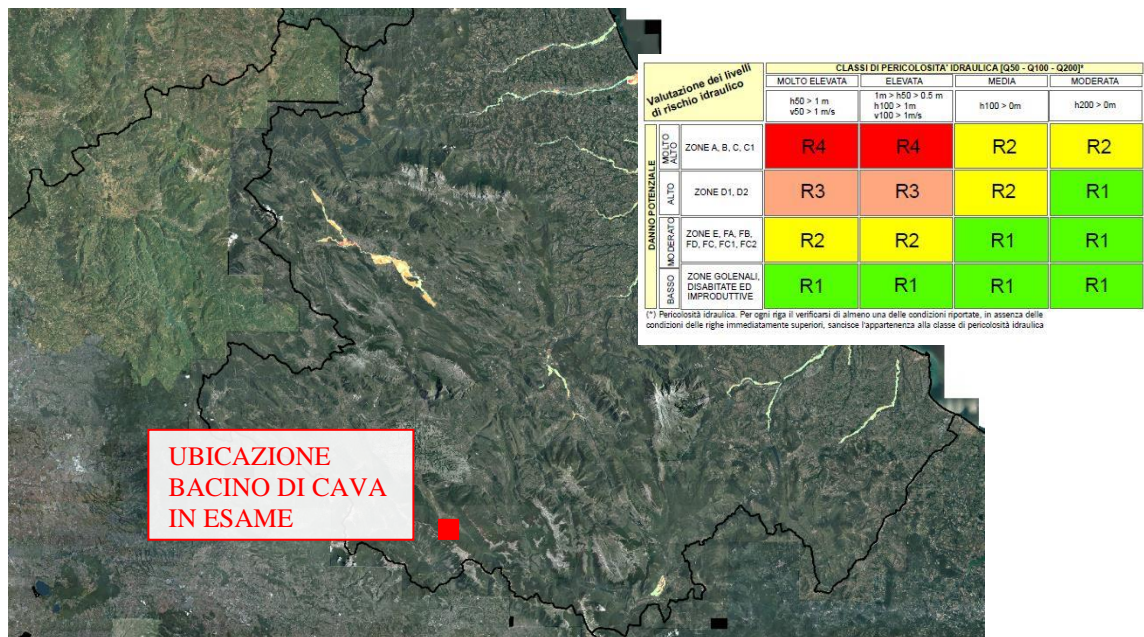 Valutazione dei livelli
di rischio idraulico
CLASSI DI PERICOLOSITA' IDRAULICA [Q50 - Q100 - Q200]*
MOLTO ELEVATA
ELEVATA
MEDIA
MODERATA
h50 > 1 m
v50 > 1 m/s
1m > h50 > 0.5 m
h100 > 1m
v100 > 1m/s
h100 > 0m
h200 > 0m
DANNO POTENZIALE
MOLTO
ALTO
ZONE A, B, C, C1
R4
R4
R2
R2
ALTO
ZONE D1, D2
R3
R3
R2
R1
MODERATO
ZONE E, FA, FB,
FD, FC, FC1, FC2
R2
R2
R1
R1
BASSO
ZONE GOLENALI,
DISABITATE ED
IMPRODUTTIVE
R1
R1
R1
R1
(*) Pericolosità idraulica. Per ogni riga il verificarsi di almeno una delle condizioni riportate, in assenza delle
condizioni delle righe immediatamente superiori, sancisce l'appartenenza alla classe di pericolosità idraulica
UBICAZIONE
BACINO DI CAVA
IN ESAME